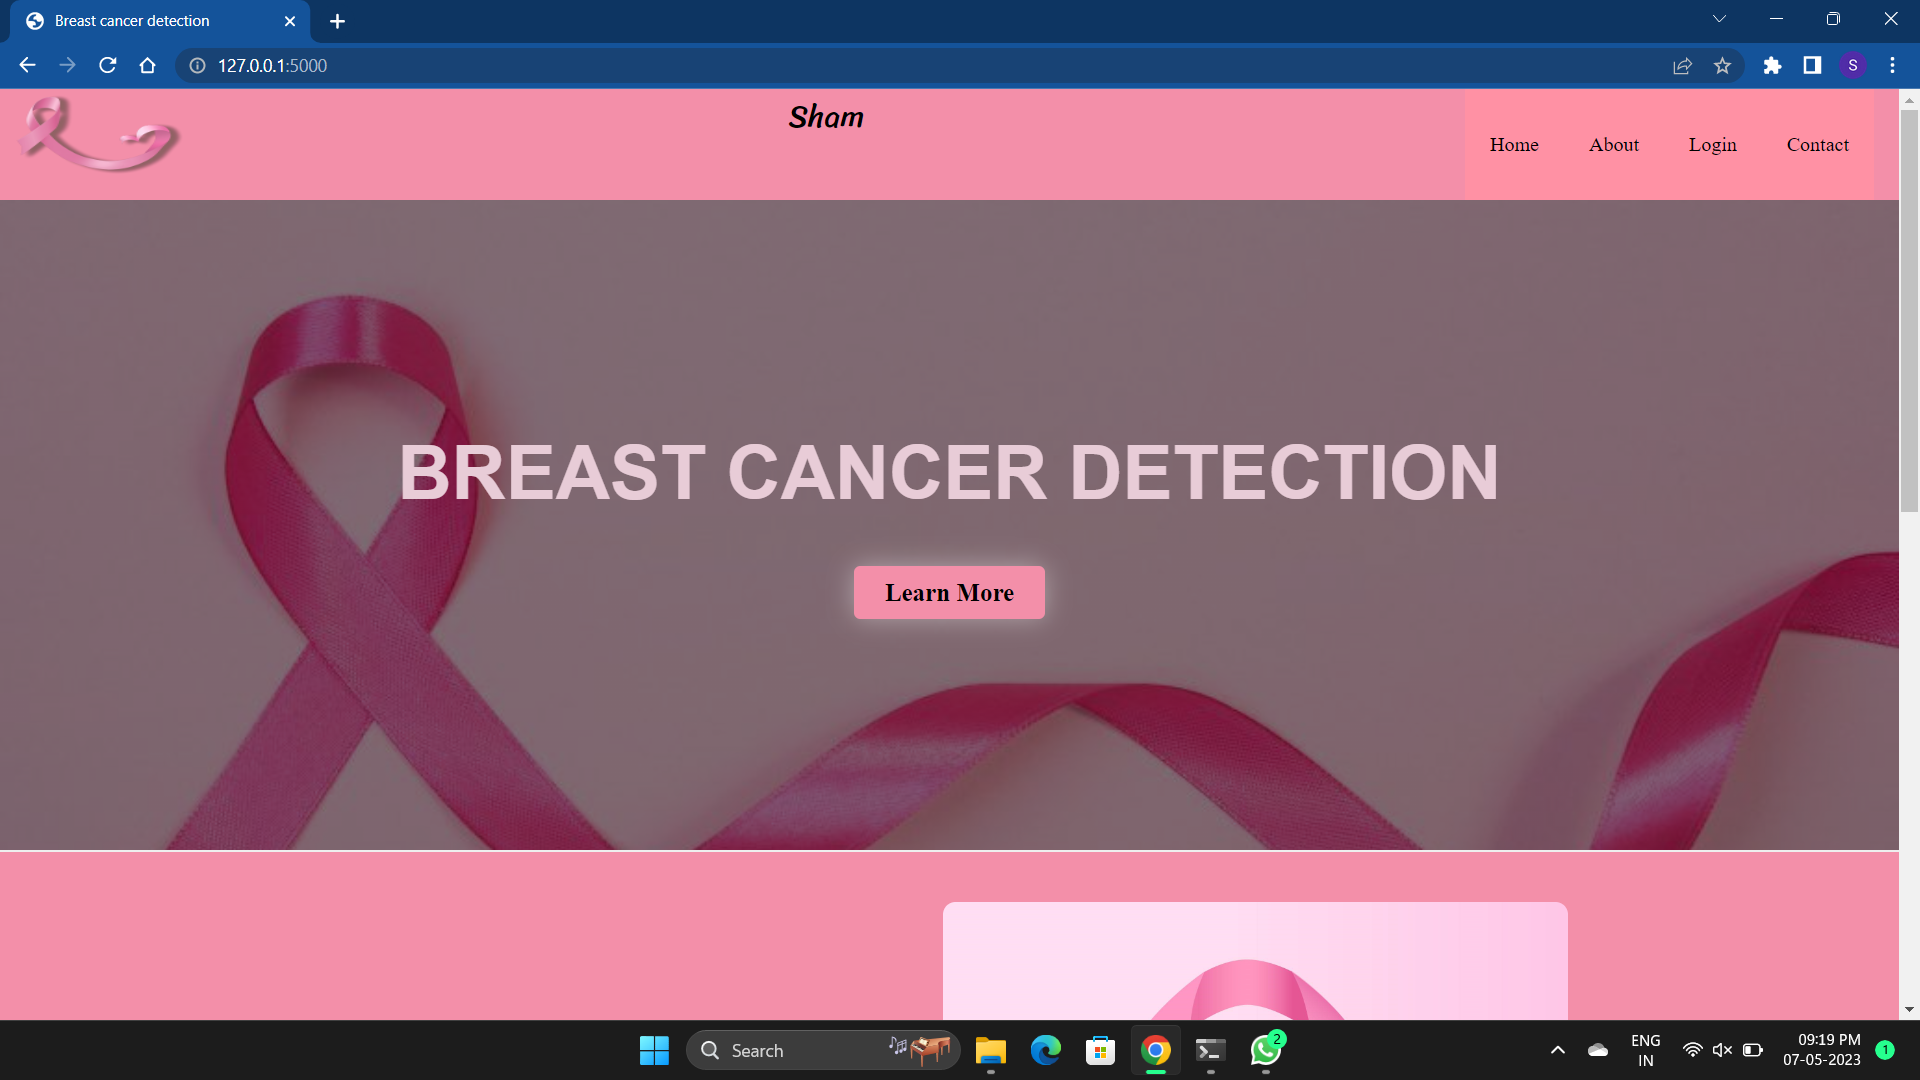 Breast cancer detection
127.0.0.1:5000
S
Sham
Home
About
Login
Contact
BREAST CANCER DETECTION
Learn More
Search
2
ENG
IN
09:19 PM
07-05-2023
1